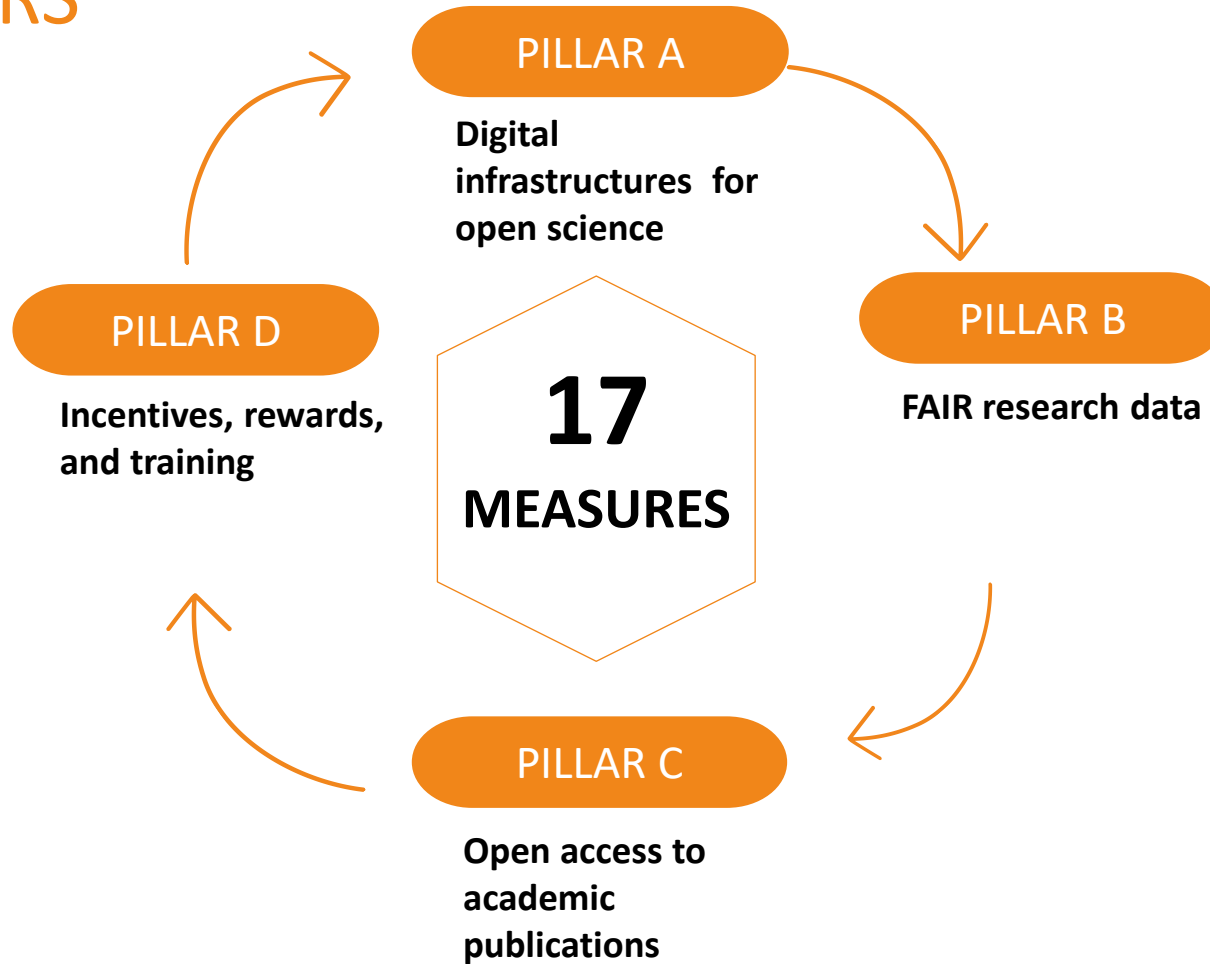 PILLAR A
Digital
infrastructures for
open science
PILLAR D
PILLAR B
Incentives, rewards,
and training
17
MEASURES
FAIR research data
PILLAR C
Open access to
academic
publications